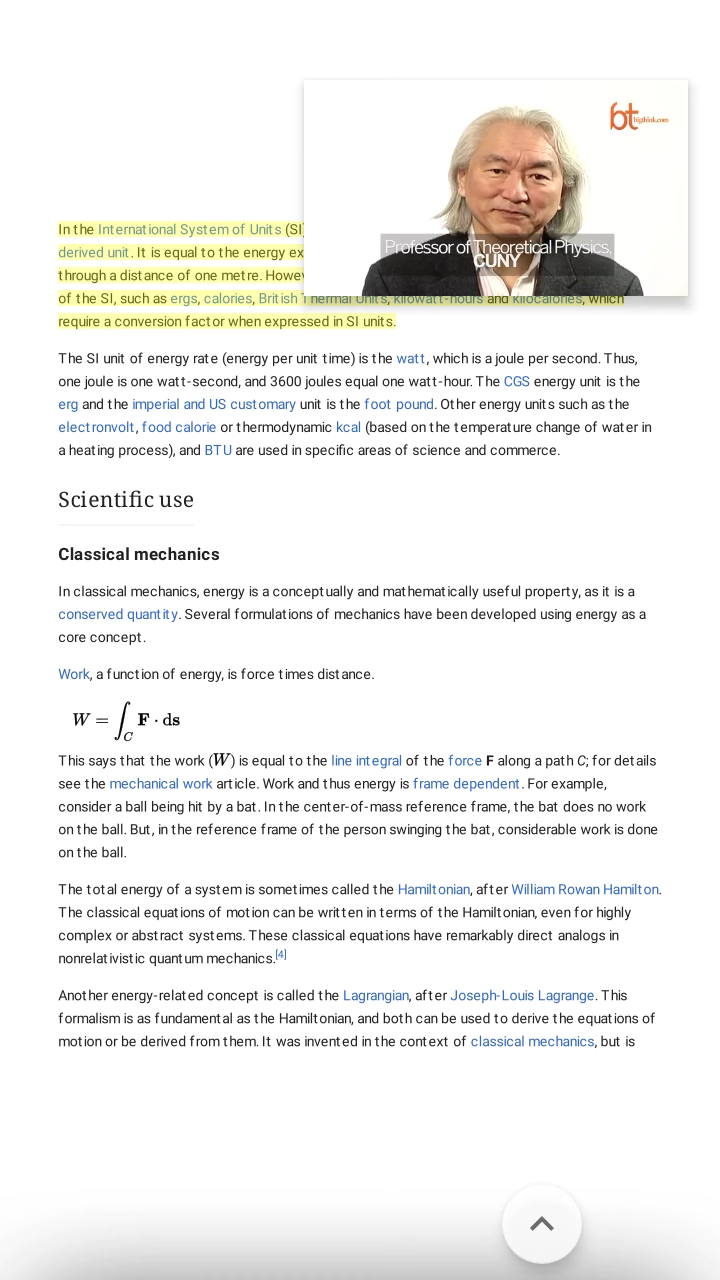 bt bigthink.com
Professor of Theoretical Physics,
CUNY
In the International System of Units (SI)
derived unit. It is equal to the energy ex
through a distance of one metre. Howev
of the SI, such as ergs, calories, British Thermal Units, kilowatt-hours and kilocalories, which
require a conversion factor when expressed in SI units.
The SI unit of energy rate (energy per unit time) is the watt, which is a joule per second. Thus,
one joule is one watt-second, and 3600 joules equal one watt-hour. The CGS energy unit is the
erg and the imperial and US customary unit is the foot pound. Other energy units such as the
electronvolt, food calorie or thermodynamic kcal (based on the temperature change of water in
a heating process), and BTU are used in specific areas of science and commerce.
Scientific use
Classical mechanics
In classical mechanics, energy is a conceptually and mathematically useful property, as it is a
conserved quantity. Several formulations of mechanics have been developed using energy as a
core concept.
Work, a function of energy, is force times distance.
W = ∫_C F · ds
This says that the work (W) is equal to the line integral of the force F along a path C; for details
see the mechanical work article. Work and thus energy is frame dependent. For example,
consider a ball being hit by a bat. In the center-of-mass reference frame, the bat does no work
on the ball. But, in the reference frame of the person swinging the bat, considerable work is done
on the ball.
The total energy of a system is sometimes called the Hamiltonian, after William Rowan Hamilton.
The classical equations of motion can be written in terms of the Hamiltonian, even for highly
complex or abstract systems. These classical equations have remarkably direct analogs in
nonrelativistic quantum mechanics.[4]
Another energy-related concept is called the Lagrangian, after Joseph-Louis Lagrange. This
formalism is as fundamental as the Hamiltonian, and both can be used to derive the equations of
motion or be derived from them. It was invented in the context of classical mechanics, but is